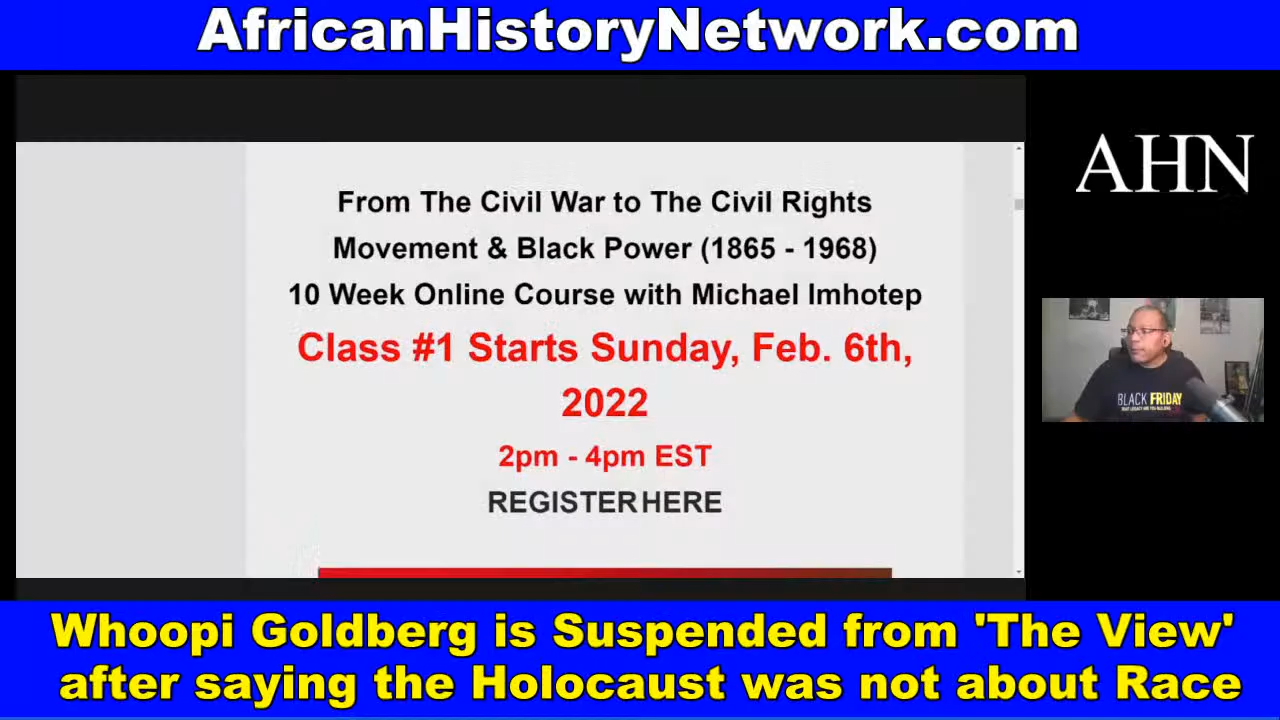 AfricanHistoryNetwork.com
AHN
From The Civil War to The Civil Rights
Movement & Black Power (1865 - 1968)
10 Week Online Course with Michael Imhotep
Class #1 Starts Sunday, Feb. 6th,
2022
2pm - 4pm EST
REGISTER HERE
BLACK FRIDAY
Whoopi Goldberg is Suspended from 'The View'
after saying the Holocaust was not about Race